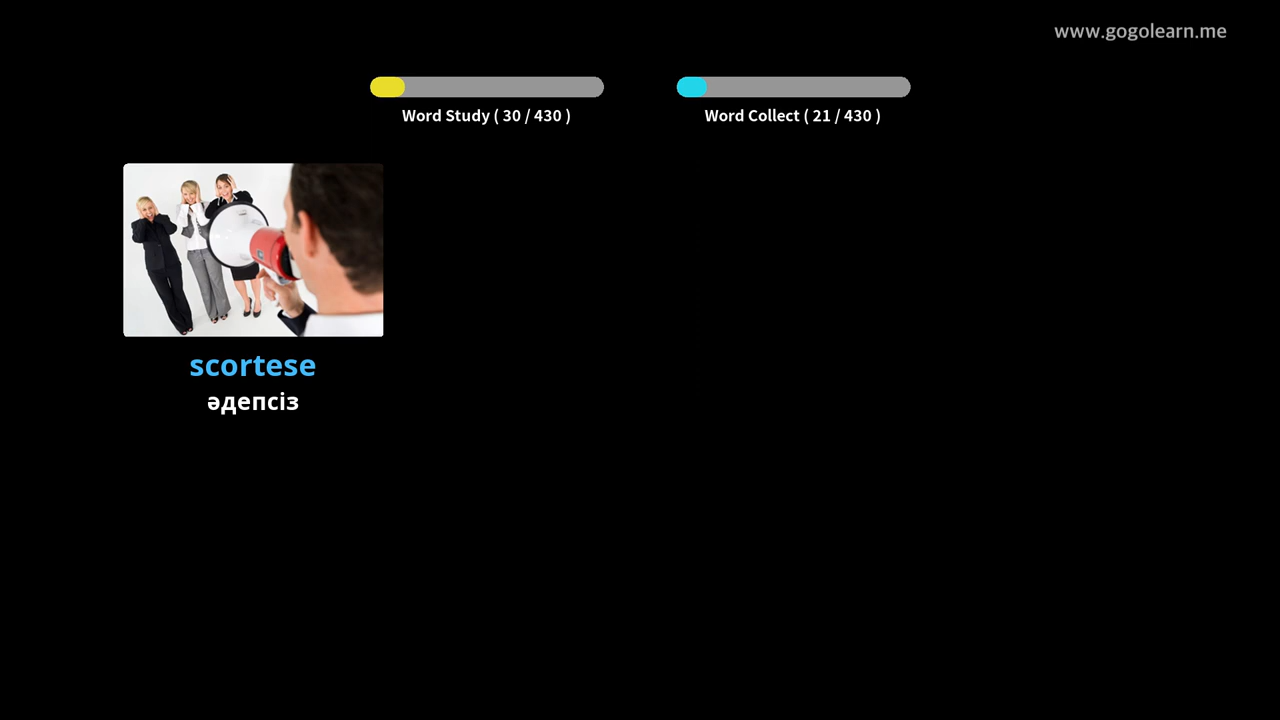 www.gogolearn.me
Word Study ( 30 / 430 )
Word Collect ( 21 / 430 )
scortese
әдепсіз